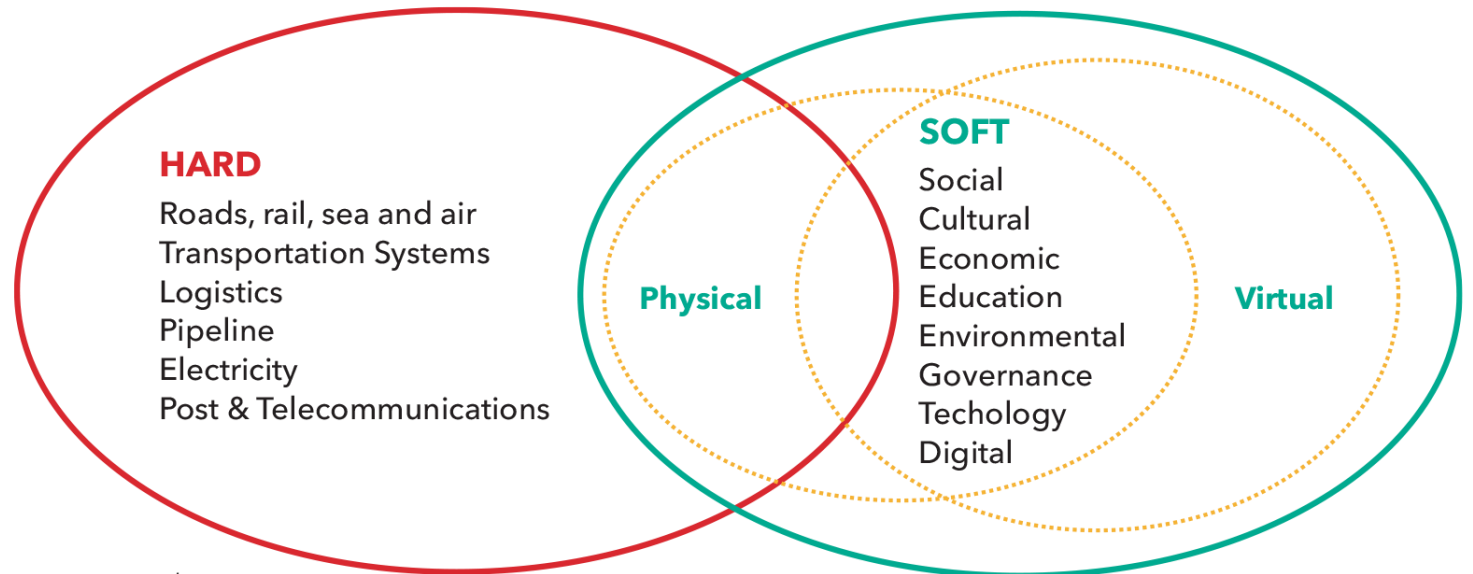 HARD
Roads, rail, sea and air
Transportation Systems
Logistics
Pipeline
Electricity
Post & Telecommunications
Physical
SOFT
Social
Cultural
Economic
Education
Environmental
Governance
Techology
Digital
Virtual